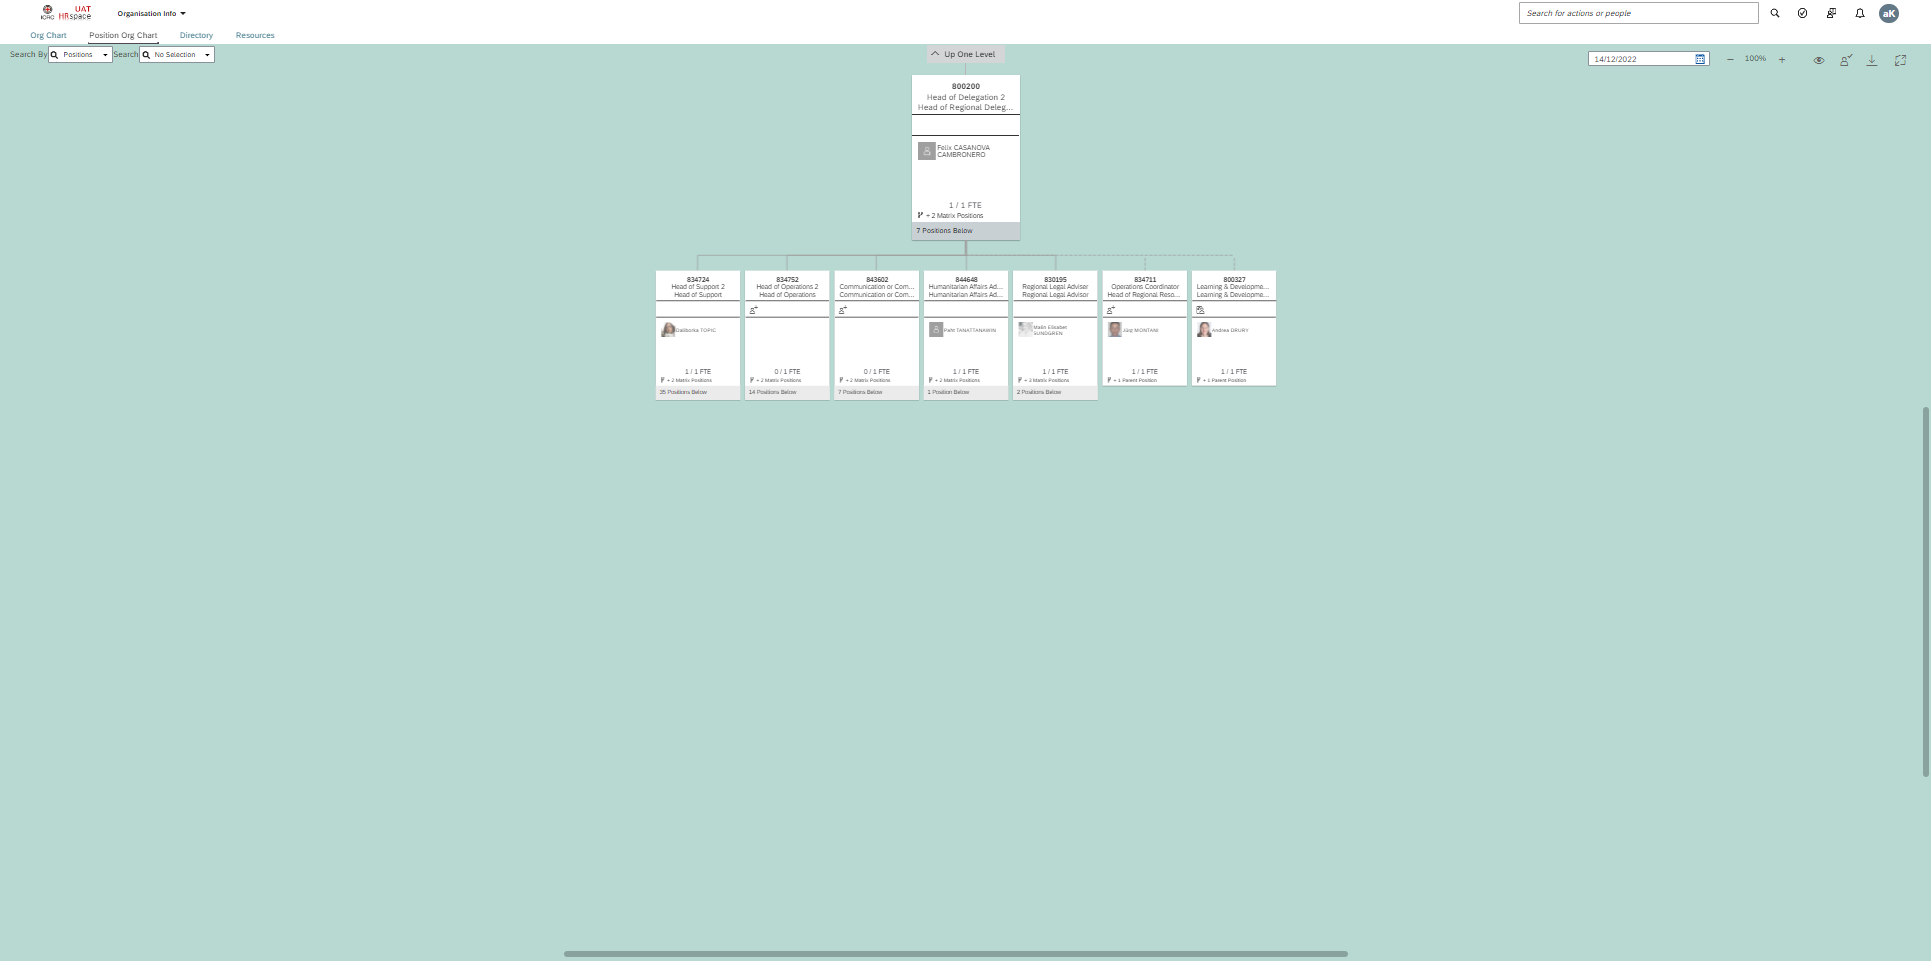 ICRC
UAT
HRspace
Organisation Info
Search for actions or people
aK
Org Chart
Position Org Chart
Directory
Resources
Search By
Positions
Search
No Selection
Up One Level
14/12/2022
100%
800200
Head of Delegation 2
Head of Regional Deleg...
Felix CASANOVA
CAMBRONERO
1 / 1 FTE
+ 2 Matrix Positions
7 Positions Below
834724
Head of Support 2
Head of Support
TOPIC
1 / 1 FTE
+ 2 Matrix Positions
35 Positions Below
834752
Head of Operations 2
Head of Operations
0 / 1 FTE
+ 2 Matrix Positions
14 Positions Below
843602
Communication or Com...
Communication or Com...
0 / 1 FTE
+ 2 Matrix Positions
7 Positions Below
844648
Humanitarian Affairs Ad...
Humanitarian Affairs Ad...
TANATTANAWIN
1 / 1 FTE
+ 2 Matrix Positions
1 Position Below
830195
Regional Legal Adviser
Regional Legal Advisor
Malin Elisabet
SUNDGREN
1 / 1 FTE
+ 2 Matrix Positions
2 Positions Below
834711
Operations Coordinator
Head of Regional Reso...
MONTANI
1 / 1 FTE
+ 1 Parent Position
800327
Learning & Developme...
Learning & Developme...
Andrea DRURY
1 / 1 FTE
+ 1 Parent Position